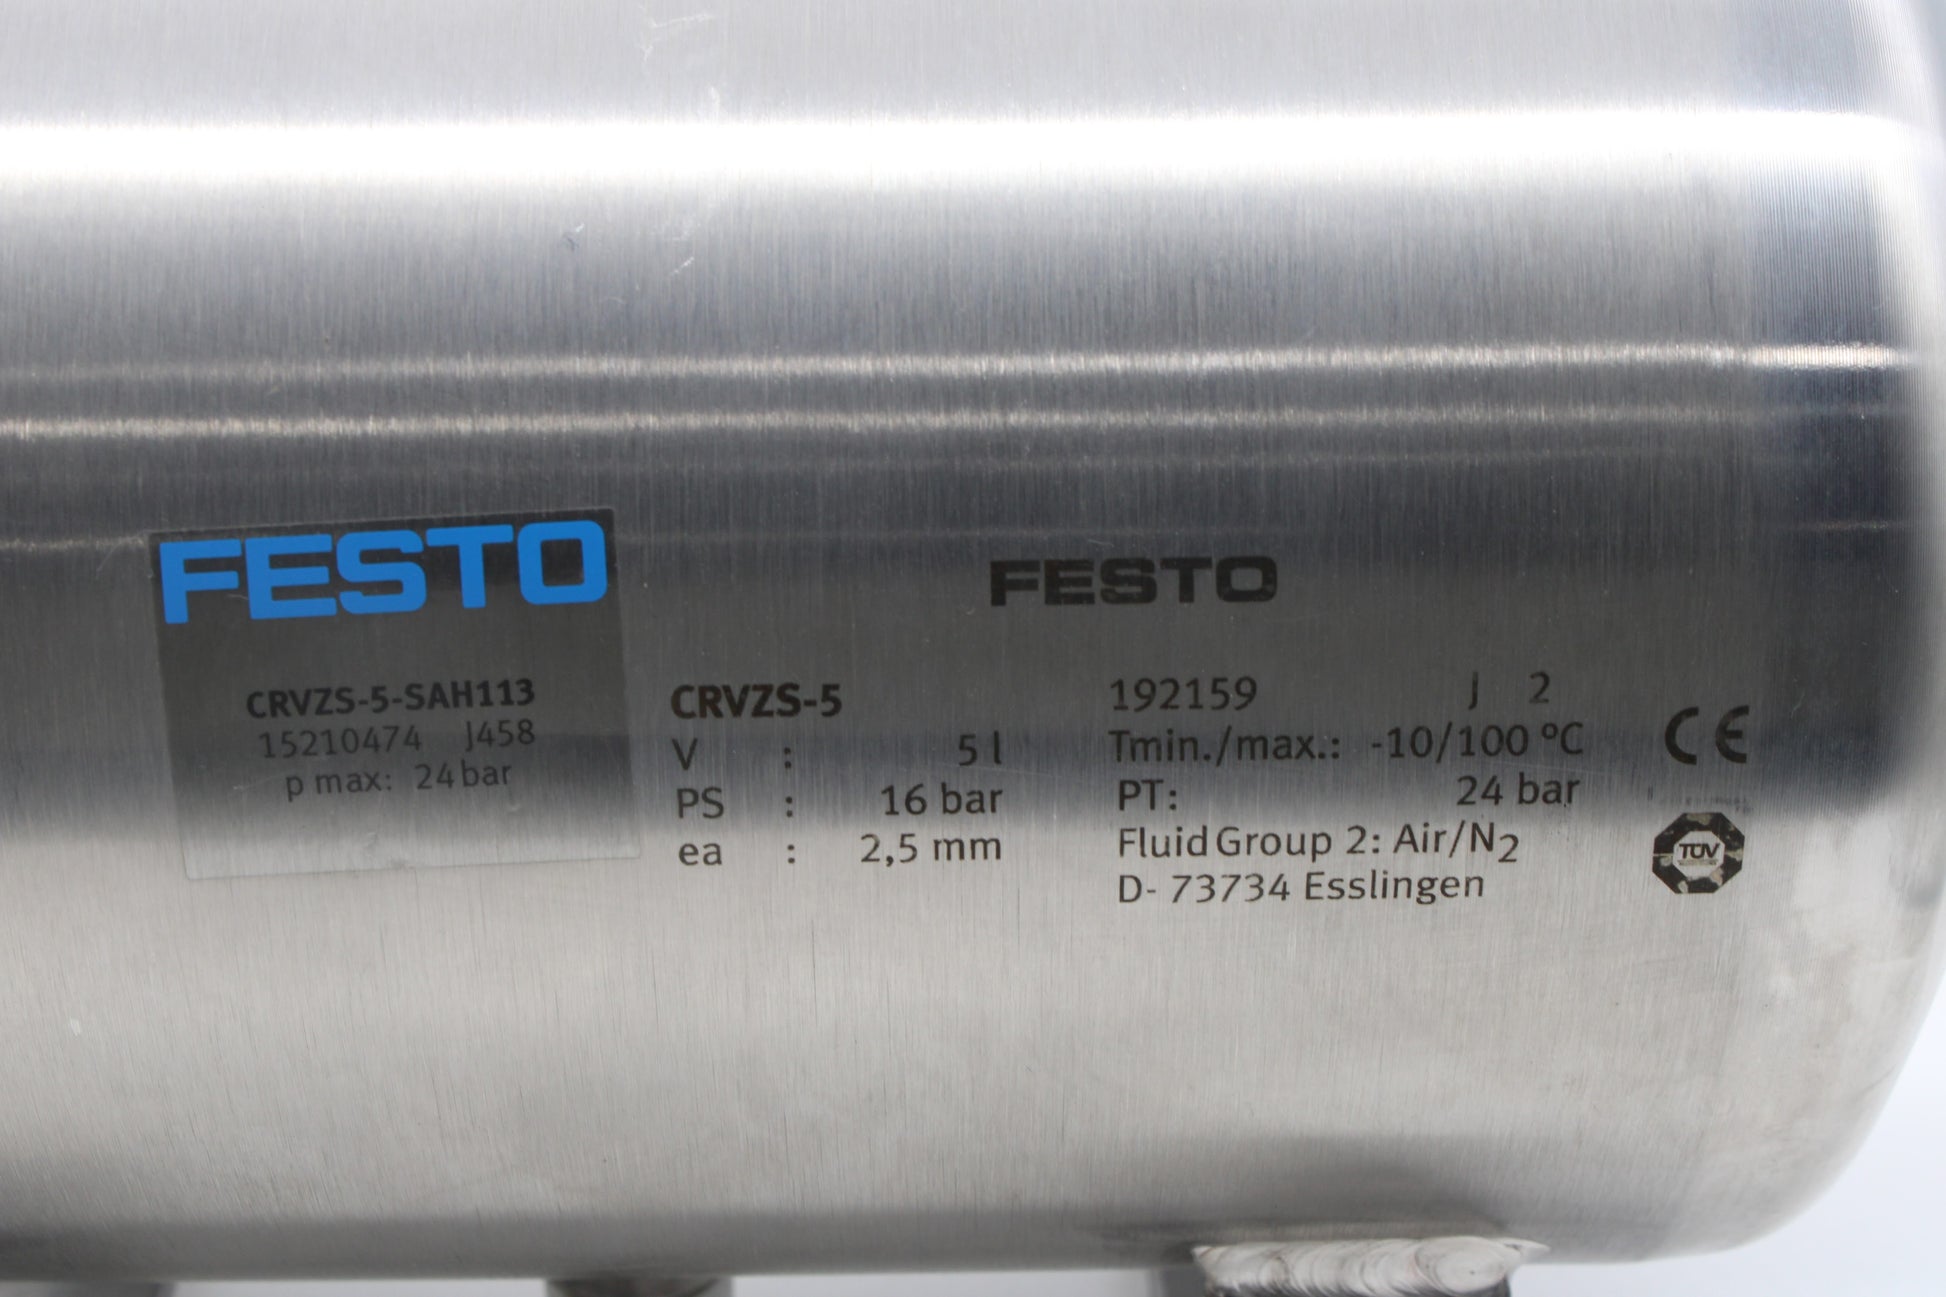 FESTO
CRVZS-5-SAH113
15210474 J458
p max: 24 bar
FESTO
CRVZS-5
V : 5 l
PS : 16 bar
ea : 2,5 mm
192159 J 2
Tmin./max.: -10/100 °C
PT: 24 bar
Fluid Group 2: Air/N2
D- 73734 Esslingen
CE
TÜV